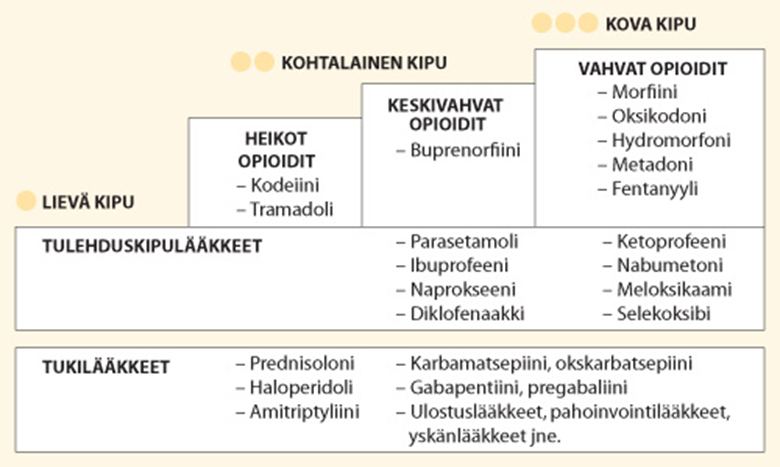 KOVA KIPU
KOHTALAINEN KIPU
LIEVÄ KIPU
HEIKOT
OPIOIDIT
– Kodeiini
– Tramadoli
KESKIVAHVAT
OPIOIDIT
– Buprenorfiini
VAHVAT OPIOIDIT
– Morfiini
– Oksikodoni
– Hydromorfoni
– Metadoni
– Fentanyyli
TULEHDUSKIPULÄÄKKEET
– Parasetamoli
– Ibuprofeeni
– Naprokseeni
– Diklofenaakki
– Ketoprofeeni
– Nabumetoni
– Meloksikaami
– Selekoksibi
TUKILÄÄKKEET
– Prednisoloni
– Haloperidoli
– Amitriptyliini
– Karbamatsepiini, okskarbatsepiini
– Gabapentiini, pregabaliini
– Ulostuslääkkeet, pahoinvointilääkkeet,
yskänlääkkeet jne.